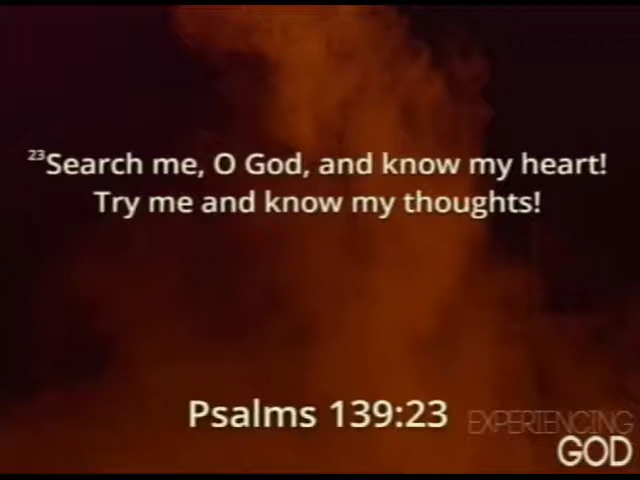 ²³Search me, O God, and know my heart!
Try me and know my thoughts!
Psalms 139:23
EXPERIENCING
GOD